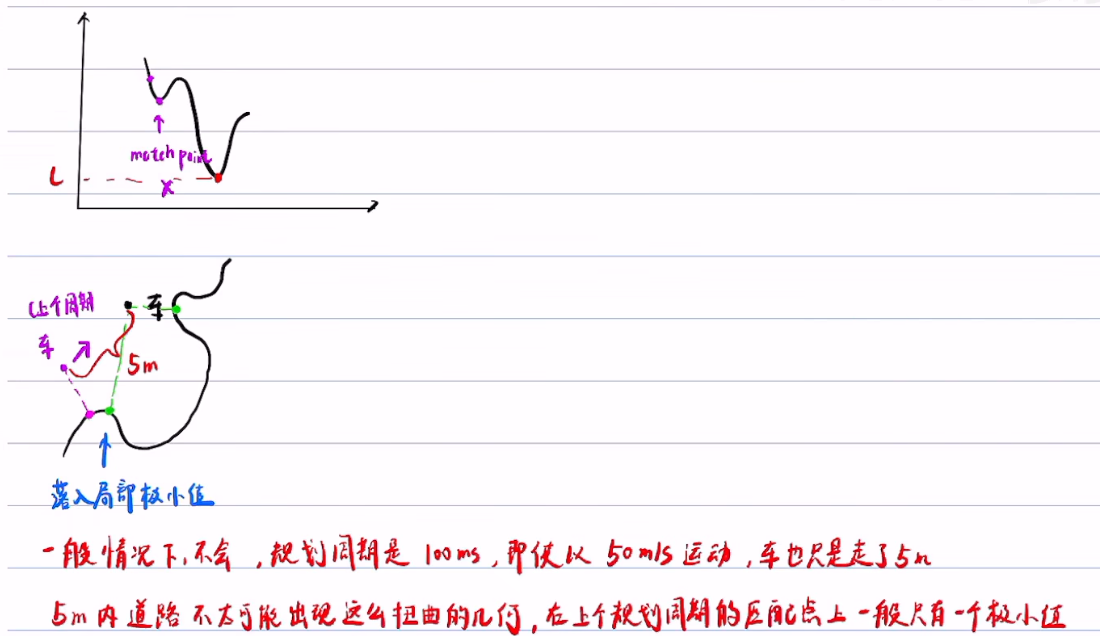 match point
L
x
(上个周期
车
车
5m
落入局部极小值
一般情况下,不会,规划周期是100ms,即使以50m/s运动,车也只是走了5m
5m内道路不太可能出现这么扭曲的几何,在上个规划周期的匹配点上一般只有一个极小值